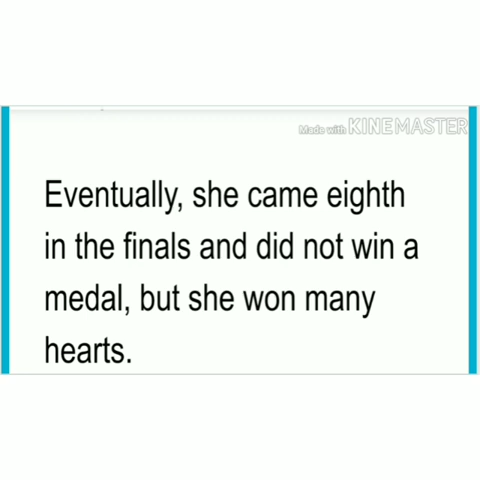 Made with KINEMASTER
Eventually, she came eighth
in the finals and did not win a
medal, but she won many
hearts.